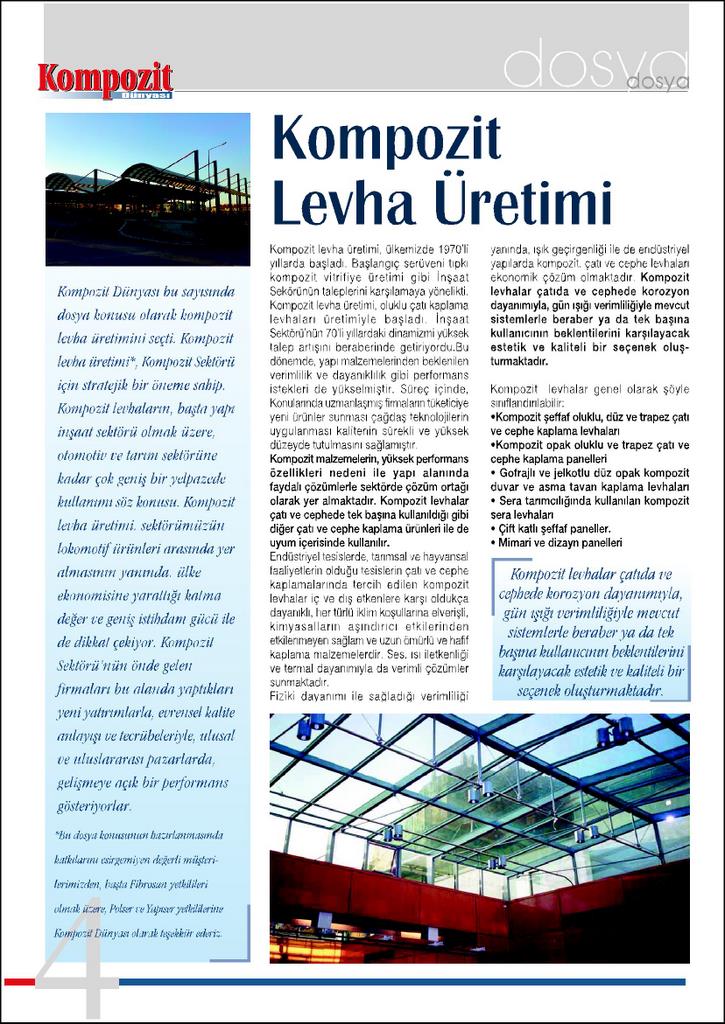 dosya
dosya
Kompozit
Dünyası
Kompozit
Levha Üretimi
Kompozit Dünyası bu sayısında
dosya konusu olarak kompozit
levha üretimini seçti. Kompozit
levha üretimi*, Kompozit Sektörü
için stratejik bir öneme sahip.
Kompozit levhaların, başta yapı
inşaat sektörü olmak üzere,
otomotiv ve tarım sektörüne
kadar çok geniş bir yelpazede
kullanımı söz konusu. Kompozit
levha üretimi, sektörümüzün
lokomotif ürünleri arasında yer
almasının yanında, ülke
ekonomisine yarattığı katma
değer ve geniş istihdam gücü ile
de dikkat çekiyor. Kompozit
Sektörü'nün önde gelen
firmaları bu alanda yaptıkları
yeni yatırımlarla, evrensel kalite
anlayışı ve tecrübeleriyle, ulusal
ve uluslararası pazarlarda,
gelişmeye açık bir performans
gösteriyorlar.
*Bu dosya konusunun hazırlanmasında
katkılarını esirgemiyen değerli müşteri-
lerimizden, başta Fibrosan yetkilileri
olmak üzere, Polser ve Yapıser yetkililerine
Kompozit Dünyası olarak teşekkür ederiz.
Kompozit levha üretimi, ülkemizde 1970'li
yıllarda başladı. Başlangıç serüveni tıpkı
kompozit vitrifiye üretimi gibi İnşaat
Sekörünün taleplerini karşılamaya yönelikti.
Kompozit levha üretimi, oluklu çatı kaplama
levhaları üretimiyle başladı. İnşaat
Sektörü'nün 70'li yıllardaki dinamizmi yüksek
talep artışını beraberinde getiriyordu.Bu
dönemde, yapı malzemelerinden beklenilen
verimlilik ve dayanıklılık gibi performans
istekleri de yükselmiştir. Süreç içinde,
Konularında uzmanlaşmış firmaların tüketiciye
yeni ürünler sunması çağdaş teknolojilerin
uygulanması kalitenin sürekli ve yüksek
düzeyde tutulmasını sağlamıştır.
Kompozit malzemelerin, yüksek performans
özellikleri nedeni ile yapı alanında
faydalı çözümlerle sektörde çözüm ortağı
olarak yer almaktadır. Kompozit levhalar
çatı ve cephede tek başına kullanıldığı gibi
diğer çatı ve cephe kaplama ürünleri ile de
uyum içerisinde kullanılır.
Endüstriyel tesislerde, tarımsal ve hayvansal
faaliyetlerin olduğu tesislerin çatı ve cephe
kaplamalarında tercih edilen kompozit
levhalar iç ve dış etkenlere karşı oldukça
dayanıklı, her türlü iklim koşullarına elverişli,
kimyasalların aşındırıcı etkilerinden
etkilenmeyen sağlam ve uzun ömürlü ve hafif
kaplama malzemelerdir. Ses, ısı iletkenliği
ve termal dayanımıyla da verimli çözümler
sunmaktadır.
Fiziki dayanımı ile sağladığı verimliliği
yanında, ışık geçirgenliği ile de endüstriyel
yapılarda kompozit, çatı ve cephe levhaları
ekonomik çözüm olmaktadır. Kompozit
levhalar çatıda ve cephede korozyon
dayanımıyla, gün ışığı verimliliğiyle mevcut
sistemlerle beraber ya da tek başına
kullanıcının beklentilerini karşılayacak
estetik ve kaliteli bir seçenek oluş-
turmaktadır.
Kompozit levhalar genel olarak şöyle
sınıflandırılabilir:
•Kompozit şeffaf oluklu, düz ve trapez çatı
ve cephe kaplama levhaları
•Kompozit opak oluklu ve trapez çatı ve
cephe kaplama panelleri
• Gofrajlı ve jelkotlu düz opak kompozit
duvar ve asma tavan kaplama levhaları
• Sera tarımcılığında kullanılan kompozit
sera levhaları
• Çift katlı şeffaf paneller.
• Mimari ve dizayn panelleri
Kompozit levhalar çatıda ve
cephede korozyon dayanımıyla,
gün ışığı verimliliğiyle mevcut
sistemlerle beraber ya da tek
başına kullanıcının beklentilerini
karşılayacak estetik ve kaliteli bir
seçenek oluşturmaktadır.
4